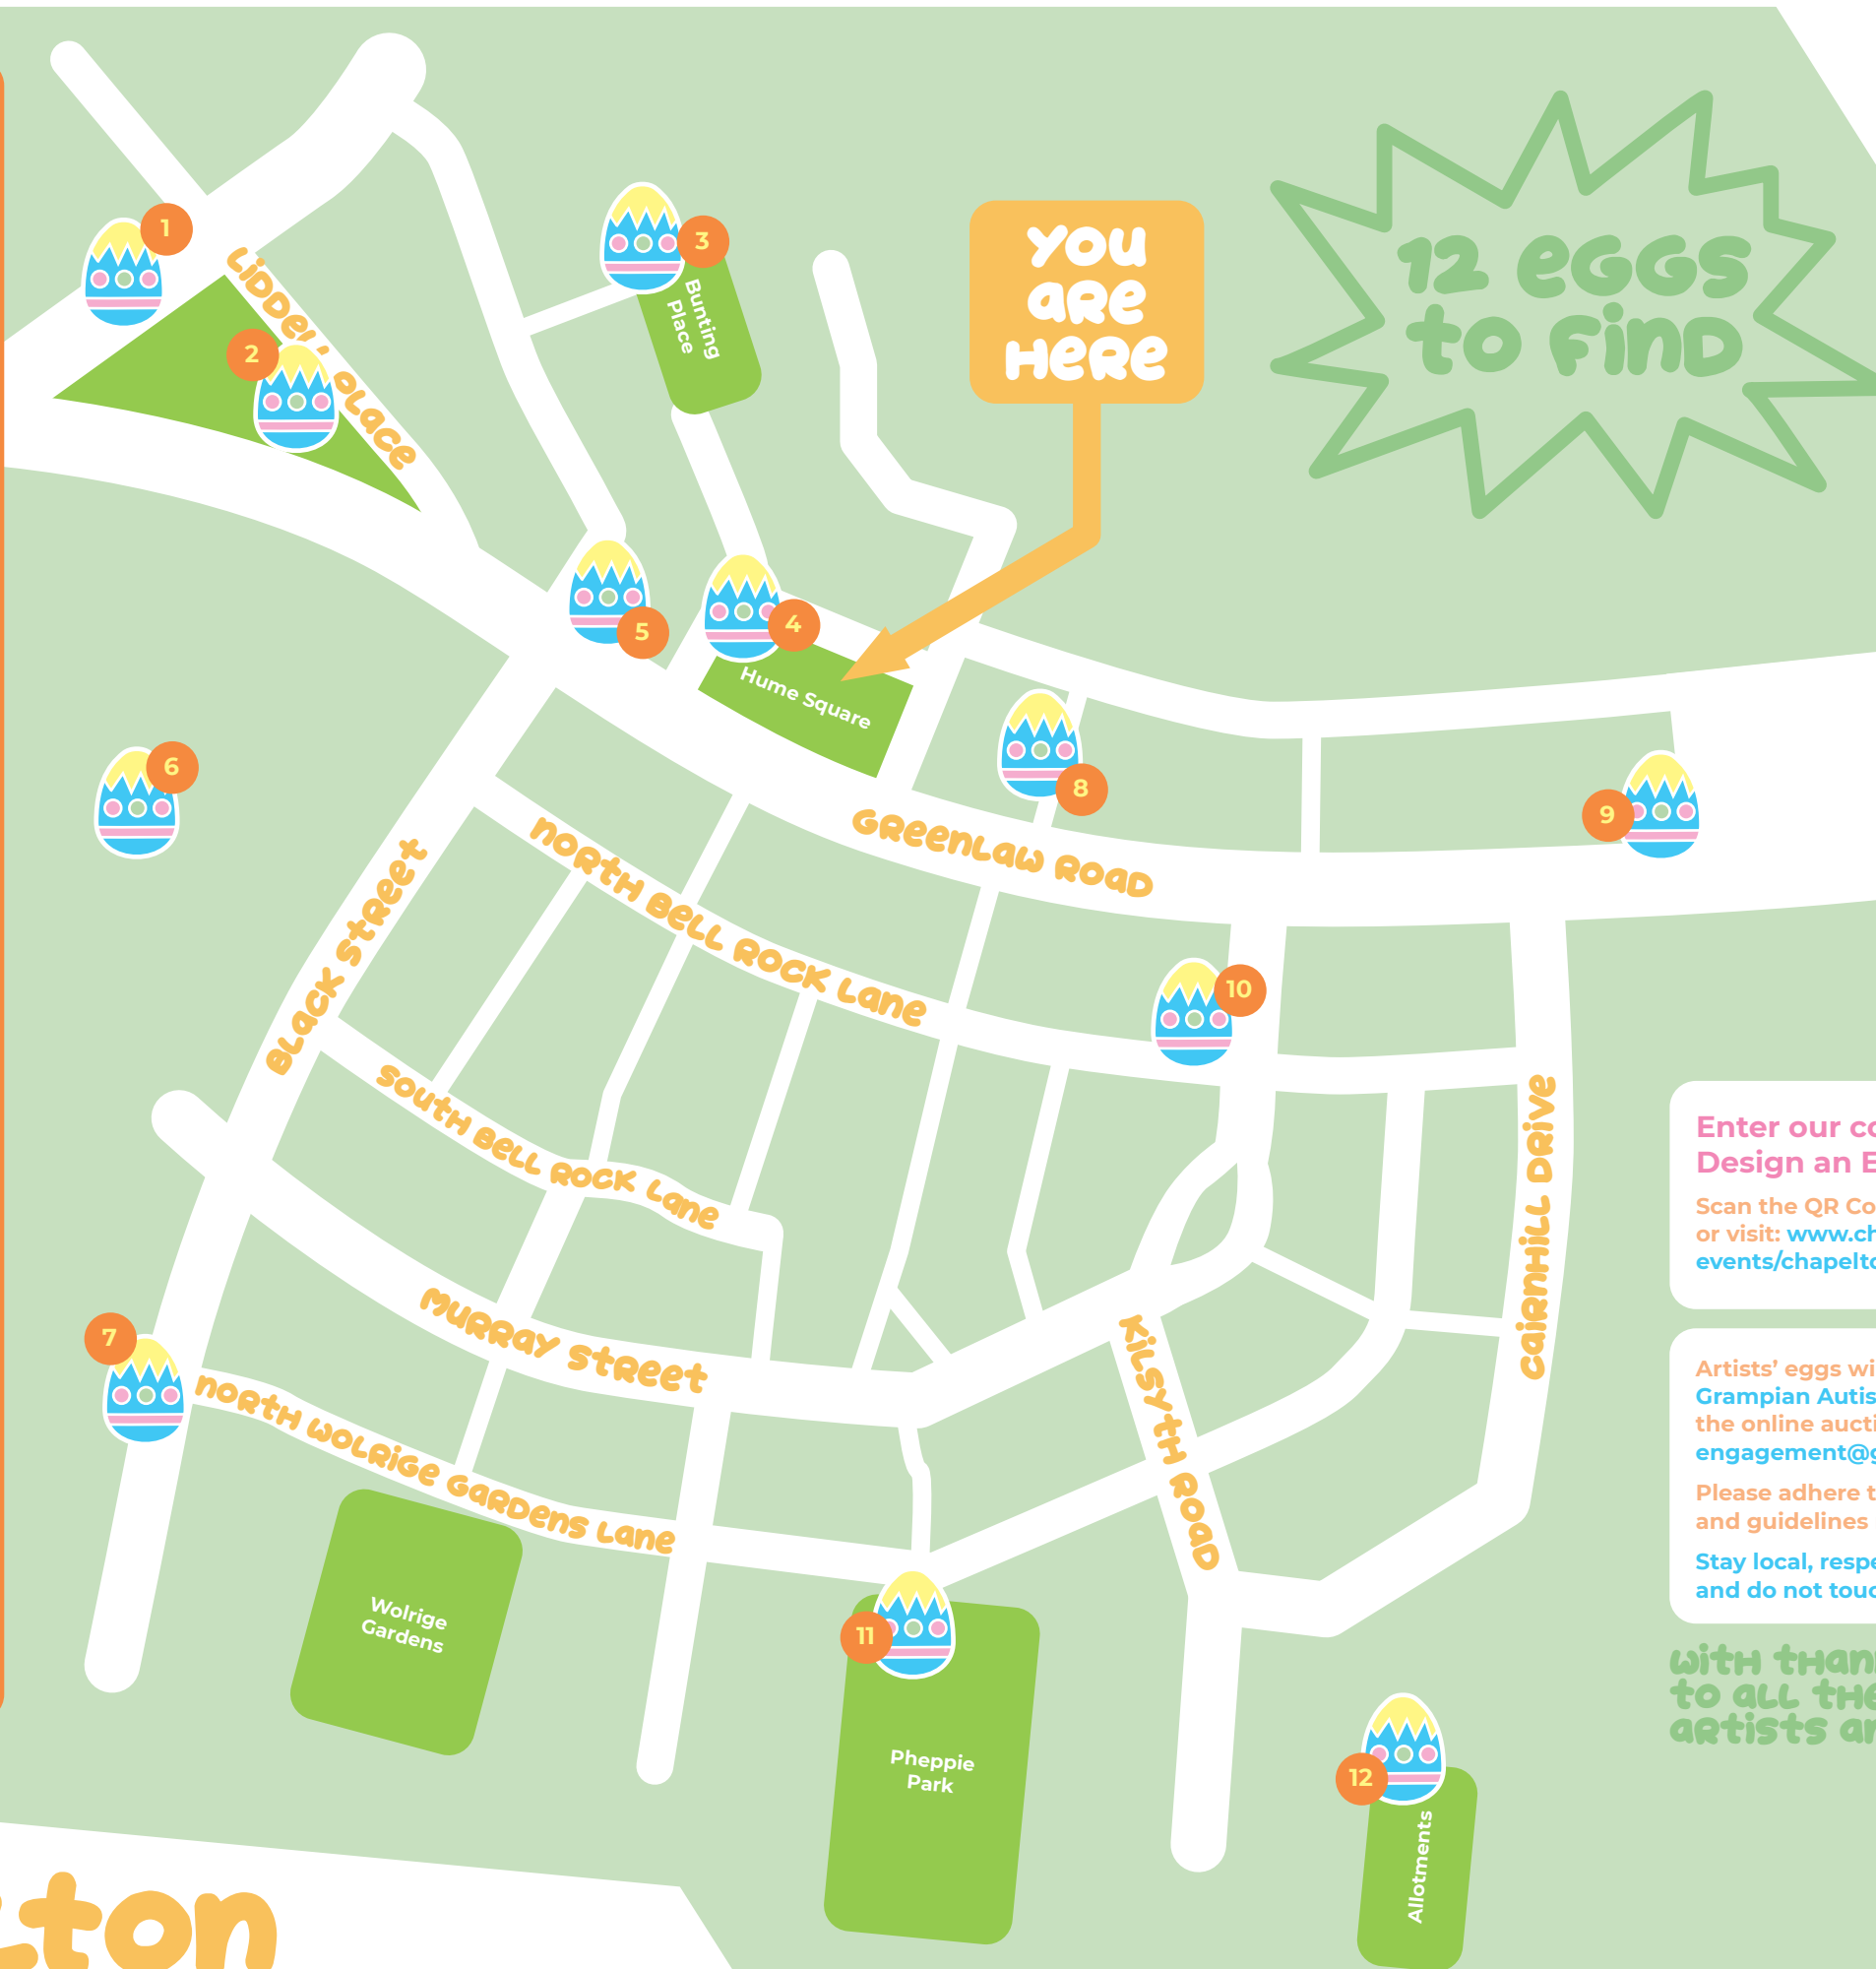 1
Place
2
3
Bunting
Place
You
are
Here
12 eggs
to find
5
4
Hume Square
6
8
9
Greenlaw Road
North Bell Rock Lane
Black Street
10
South Bell Rock Lane
Cairnhill Drive
Murray Street
7
North Wolrige Gardens Lane
Kilsyth Road
Wolrige
Gardens
11
Pheppie
Park
12
Allotments
Enter our co
Design an E
Scan the QR Co
or visit: www.ch
events/chapelto
Artists’ eggs wi
Grampian Autis
the online aucti
engagement@g
Please adhere t
and guidelines
Stay local, respe
and do not touc
With than
to all the
artists an
lton